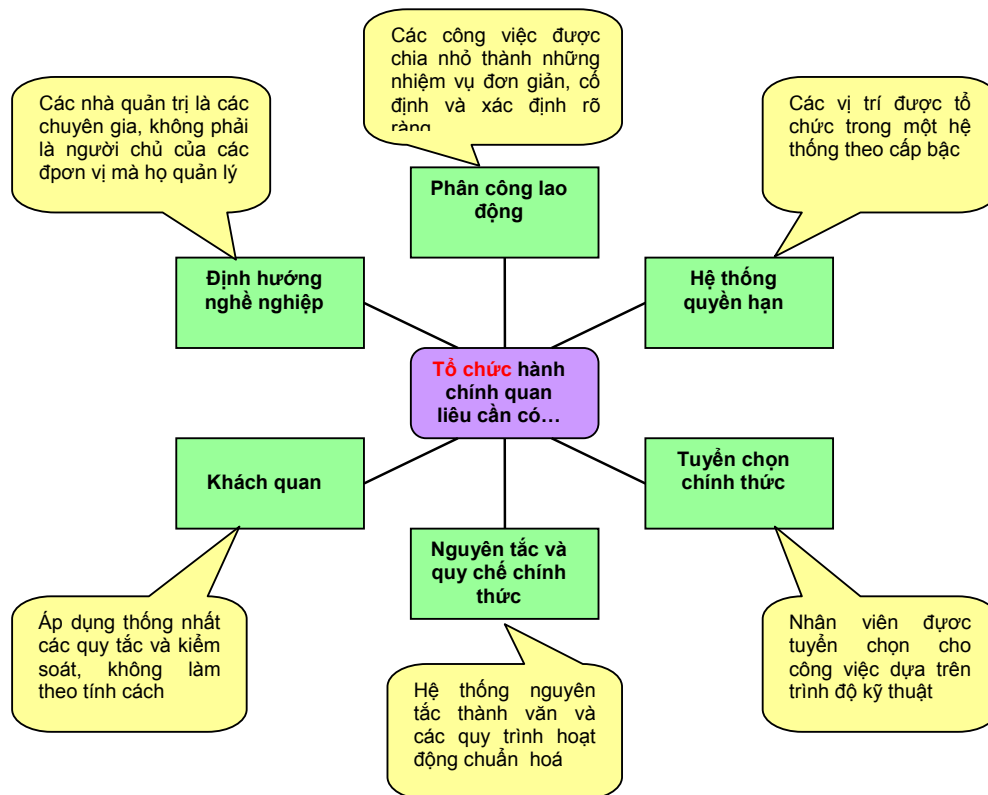 Các công việc được
chia nhỏ thành những
nhiệm vụ đơn giản, cố
định và xác định rõ
ràng
Các nhà quản trị là các
chuyên gia, không phải
là người chủ của các
đpơn vị mà họ quản lý
Các vị trí được tổ
chức trong một hệ
thống theo cấp bậc
Phân công lao
động
Định hướng
nghề nghiệp
Hệ thống
quyền hạn
Tổ chức hành
chính quan
liêu cần có…
Khách quan
Tuyển chọn
chính thức
Nguyên tắc và
quy chế chính
thức
Áp dụng thống nhất
các quy tắc và kiểm
soát, không làm
theo tính cách
Hệ thống nguyên
tắc thành văn và
các quy trình hoạt
động chuẩn hoá
Nhân viên đựơc
tuyển chọn cho
công việc dựa trên
trình độ kỹ thuật